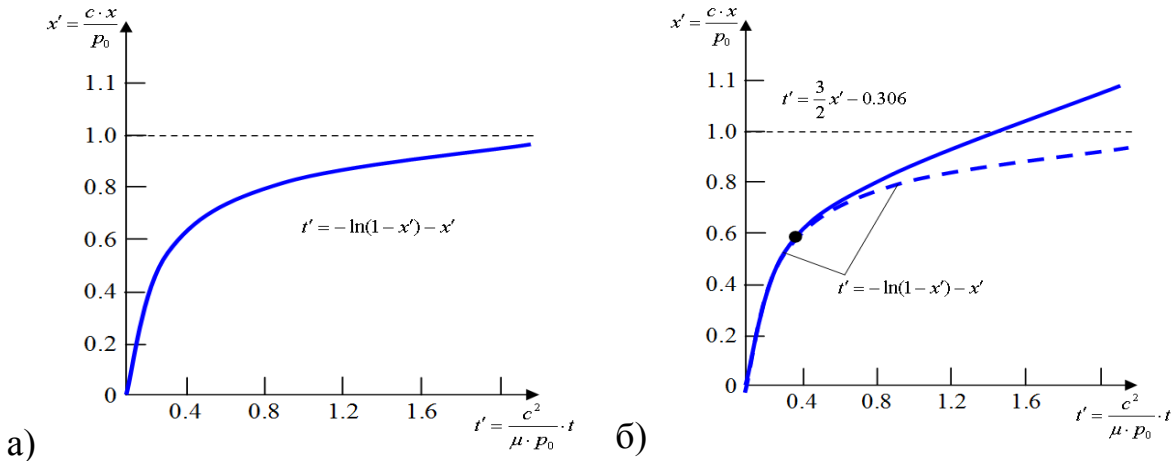 x′ = c · x / p₀
1.1
1.0
0.8
0.6
0.4
0.2
0
t′ = −ln(1 − x′) − x′
0.4 0.8 1.2 1.6
t′ = c² / μ · p₀ · t
а)
x′ = c · x / p₀
1.1
t′ = 3/2 x′ − 0.306
1.0
0.8
0.6
0.4
t′ = −ln(1 − x′) − x′
0.2
0
0.4 0.8 1.2 1.6
t′ = c² / μ · p₀ · t
б)